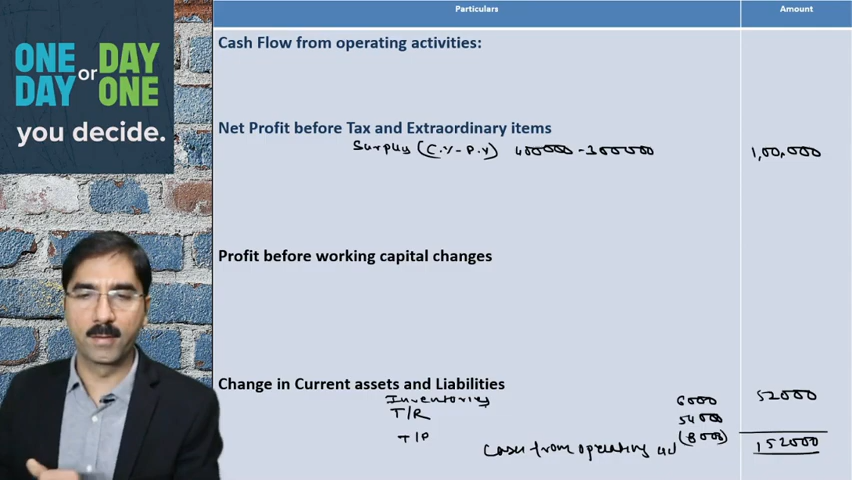 Particulars Amount
ONE DAY or DAY ONE
you decide.
Cash Flow from operating activities:
Net Profit before Tax and Extraordinary items
Surplus (C.Y - P.Y) 400000 - 300000 1,00,000
Profit before working capital changes
Change in Current assets and Liabilities
Inventories 6000 52000
T/R 54000
T/P (8000)
Cash from operating act 152000